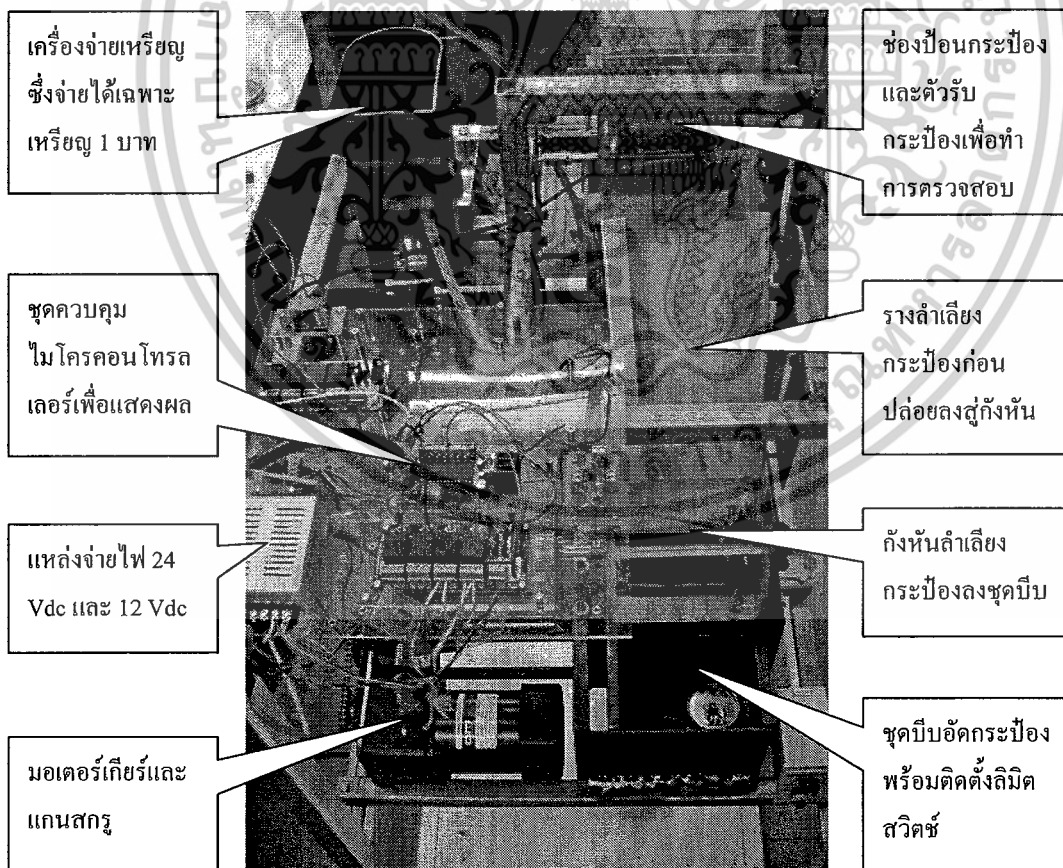 เครื่องจ่ายเหรียญ
ซึ่งจ่ายได้เฉพาะ
เหรียญ 1 บาท
ช่องป้อนกระป๋อง
และตัวรับ
กระป๋องเพื่อทำ
การตรวจสอบ
ชุดควบคุม
ไมโครคอนโทรล
เลอร์เพื่อแสดงผล
รางลำเลียง
กระป๋องก่อน
ปล่อยลงสู่กังหัน
แหล่งจ่ายไฟ 24
Vdc และ 12 Vdc
กังหันลำเลียง
กระป๋องลงชุดบีบ
มอเตอร์เกียร์และ
แกนสกรู
ชุดบีบอัดกระป๋อง
พร้อมติดตั้งลิมิต
สวิตช์